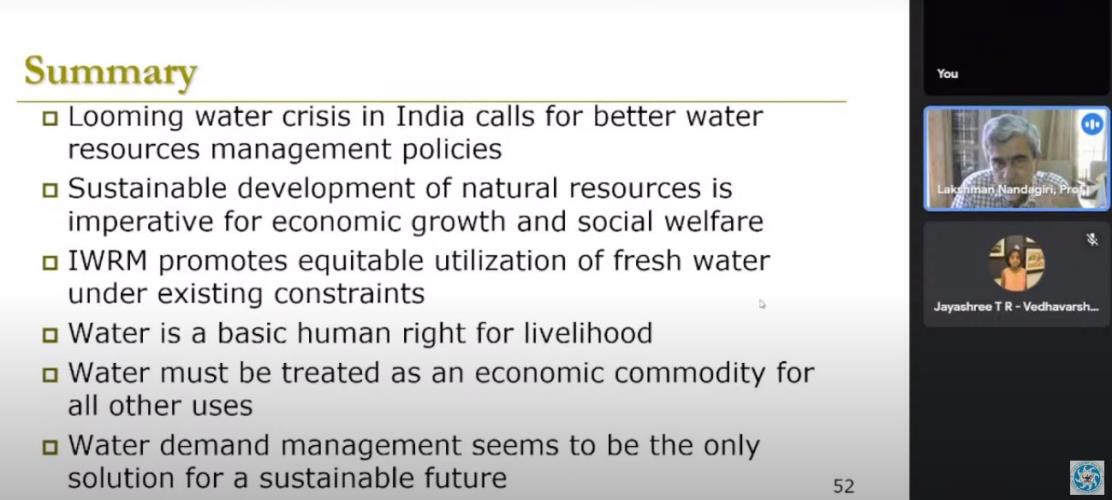 Summary
Looming water crisis in India calls for better water
resources management policies
Sustainable development of natural resources is
imperative for economic growth and social welfare
IWRM promotes equitable utilization of fresh water
under existing constraints
Water is a basic human right for livelihood
Water must be treated as an economic commodity for
all other uses
Water demand management seems to be the only
solution for a sustainable future
52
You
Lakshman Nandagiri, Prof
Jayashree T R - Vedhavarsh...